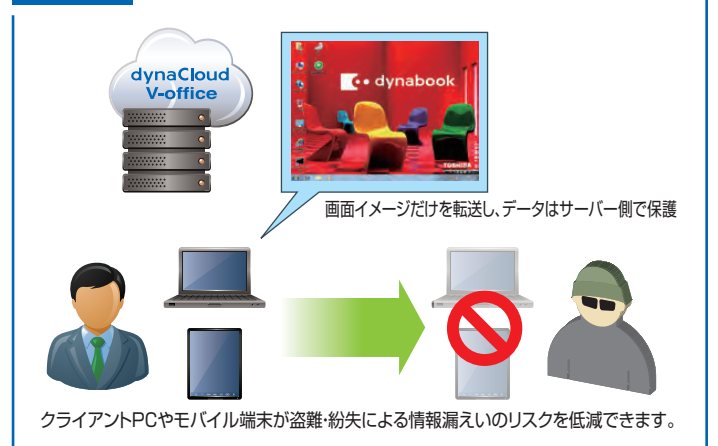 dynaCloud
V-office
dynabook
TOSHIBA
画面イメージだけを転送し、データはサーバー側で保護
クライアントPCやモバイル端末が盗難・紛失による情報漏えいのリスクを低減できます。